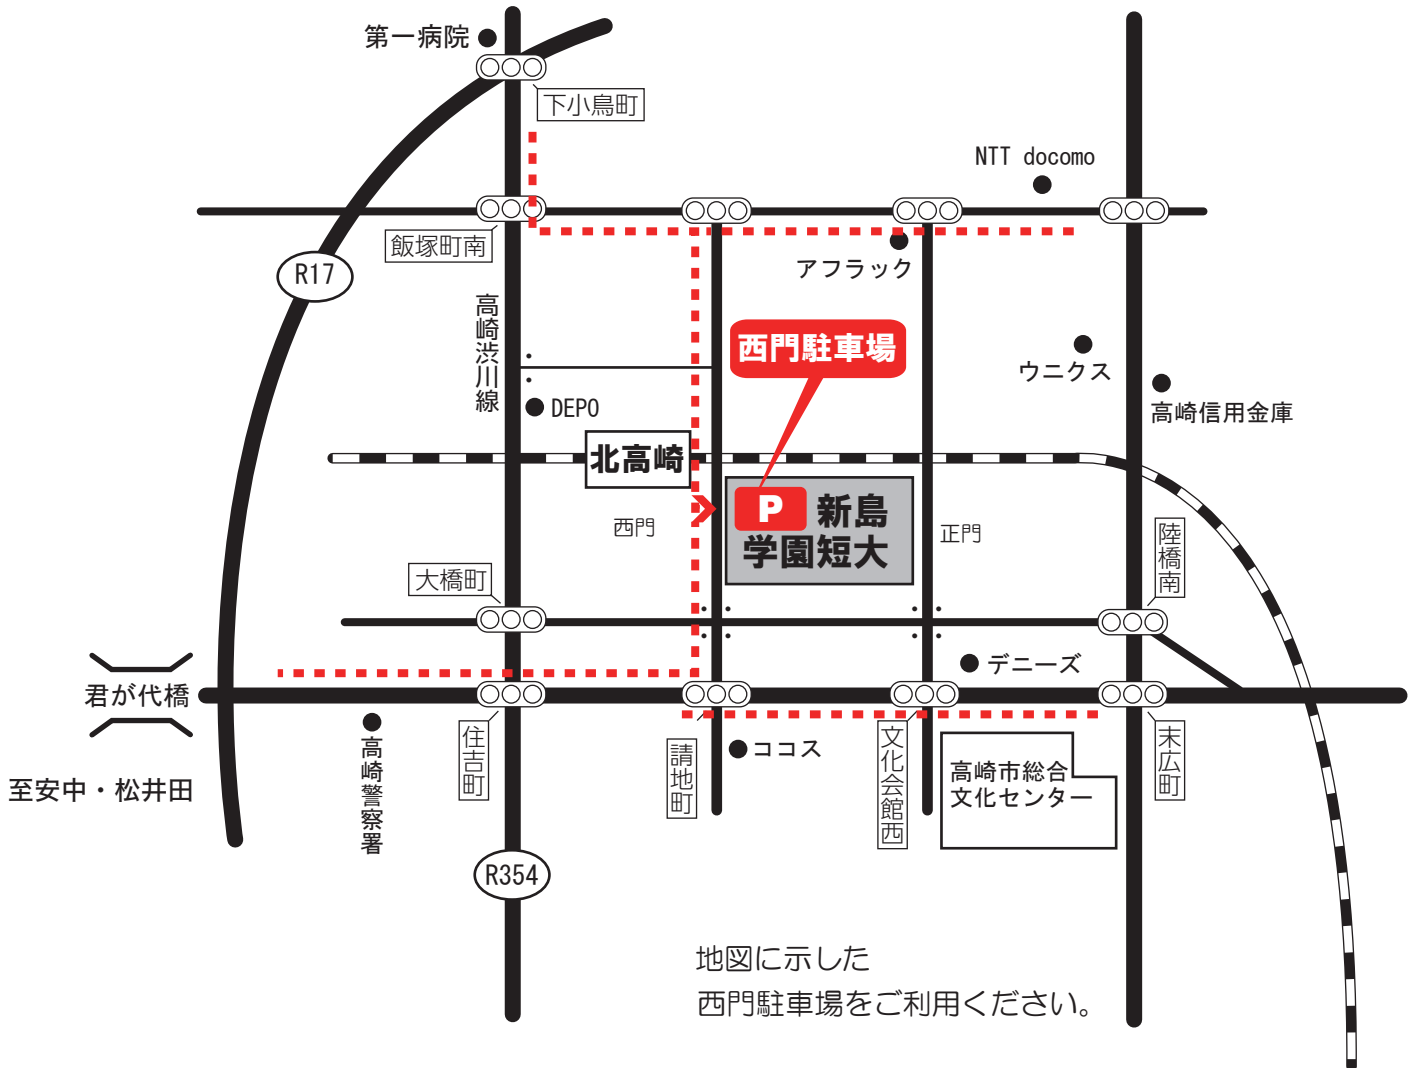 第一病院
下小鳥町
NTT docomo
飯塚町南
アフラック
R17
高崎渋川線
西門駐車場
ウニクス
高崎信用金庫
DEPO
北高崎
P 新島
学園短大
西門
正門
陸橋南
大橋町
デニーズ
君が代橋
住吉町
請地町
ココス
文化会館西
末広町
高崎警察署
高崎市総合
文化センター
至安中・松井田
R354
地図に示した
西門駐車場をご利用ください。